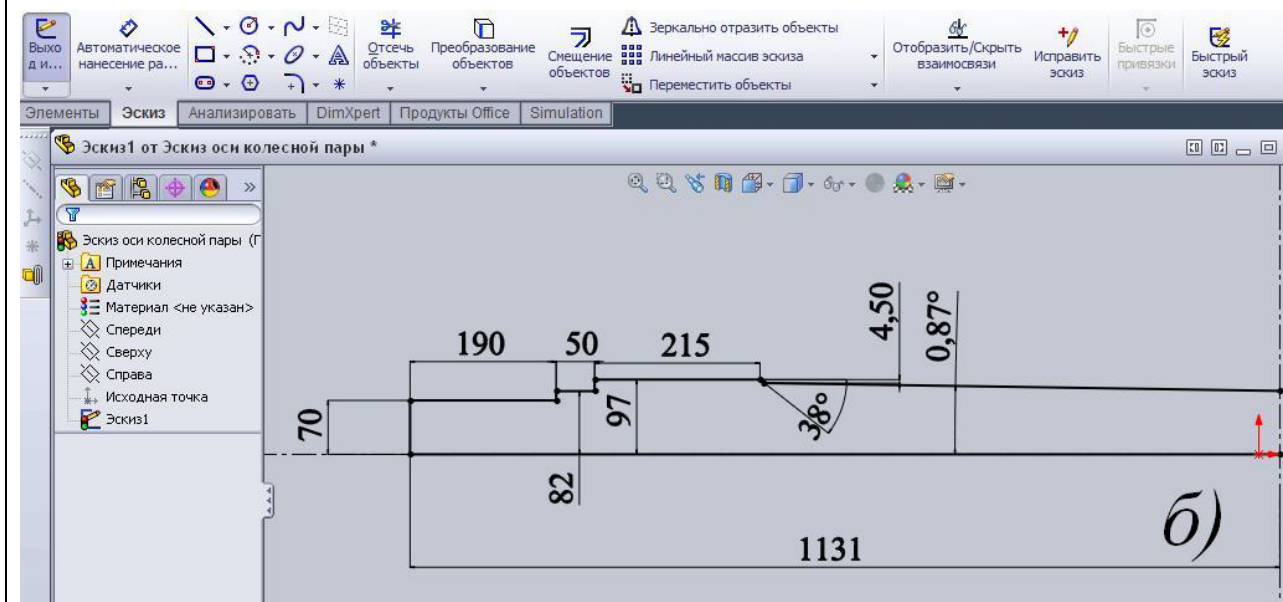 Выхо
д и...
Автоматическое
нанесение ра...
Отсечь
объекты
Преобразование
объектов
Смещение
объектов
Зеркально отразить объекты
Линейный массив эскиза
Переместить объекты
Отобразить/Скрыть
взаимосвязи
Исправить
эскиз
Быстрые
привязки
Быстрый
эскиз
Элементы Эскиз Анализировать DimXpert Продукты Office Simulation
Эскиз1 от Эскиз оси колесной пары *
Эскиз оси колесной пары (Г
Примечания
Датчики
Материал <не указан>
Спереди
Сверху
Справа
Исходная точка
Эскиз1
190 50 215
4,50
0,87°
70
97
38°
82
1131
б)